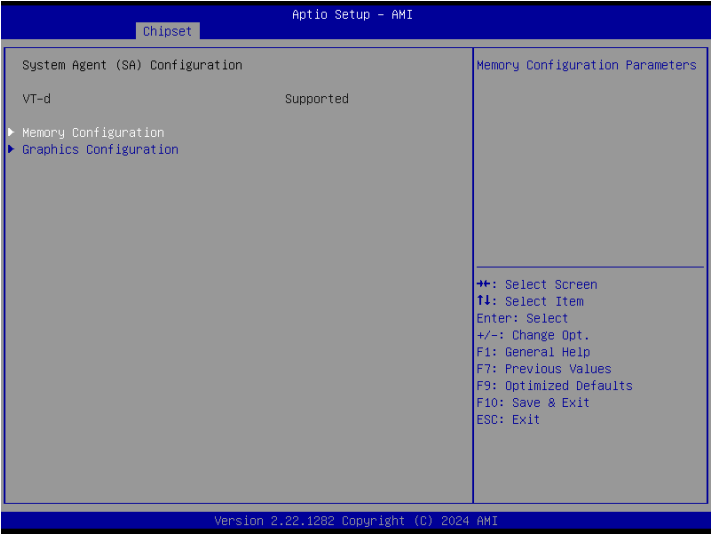 Aptio Setup – AMI
Chipset
System Agent (SA) Configuration
VT-d Supported
Memory Configuration
Graphics Configuration
Memory Configuration Parameters
→←: Select Screen
↑↓: Select Item
Enter: Select
+/-: Change Opt.
F1: General Help
F7: Previous Values
F9: Optimized Defaults
F10: Save & Exit
ESC: Exit
Version 2.22.1282 Copyright (C) 2024 AMI